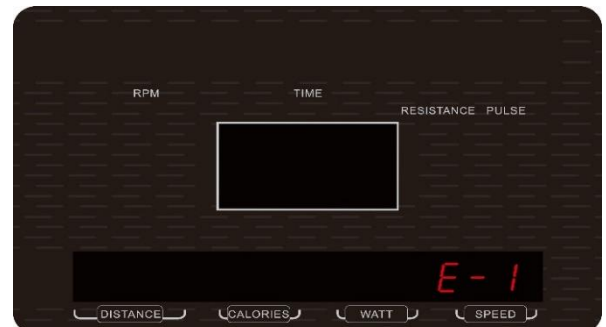 RPM TIME
RESISTANCE PULSE
E-1
DISTANCE CALORIES WATT SPEED